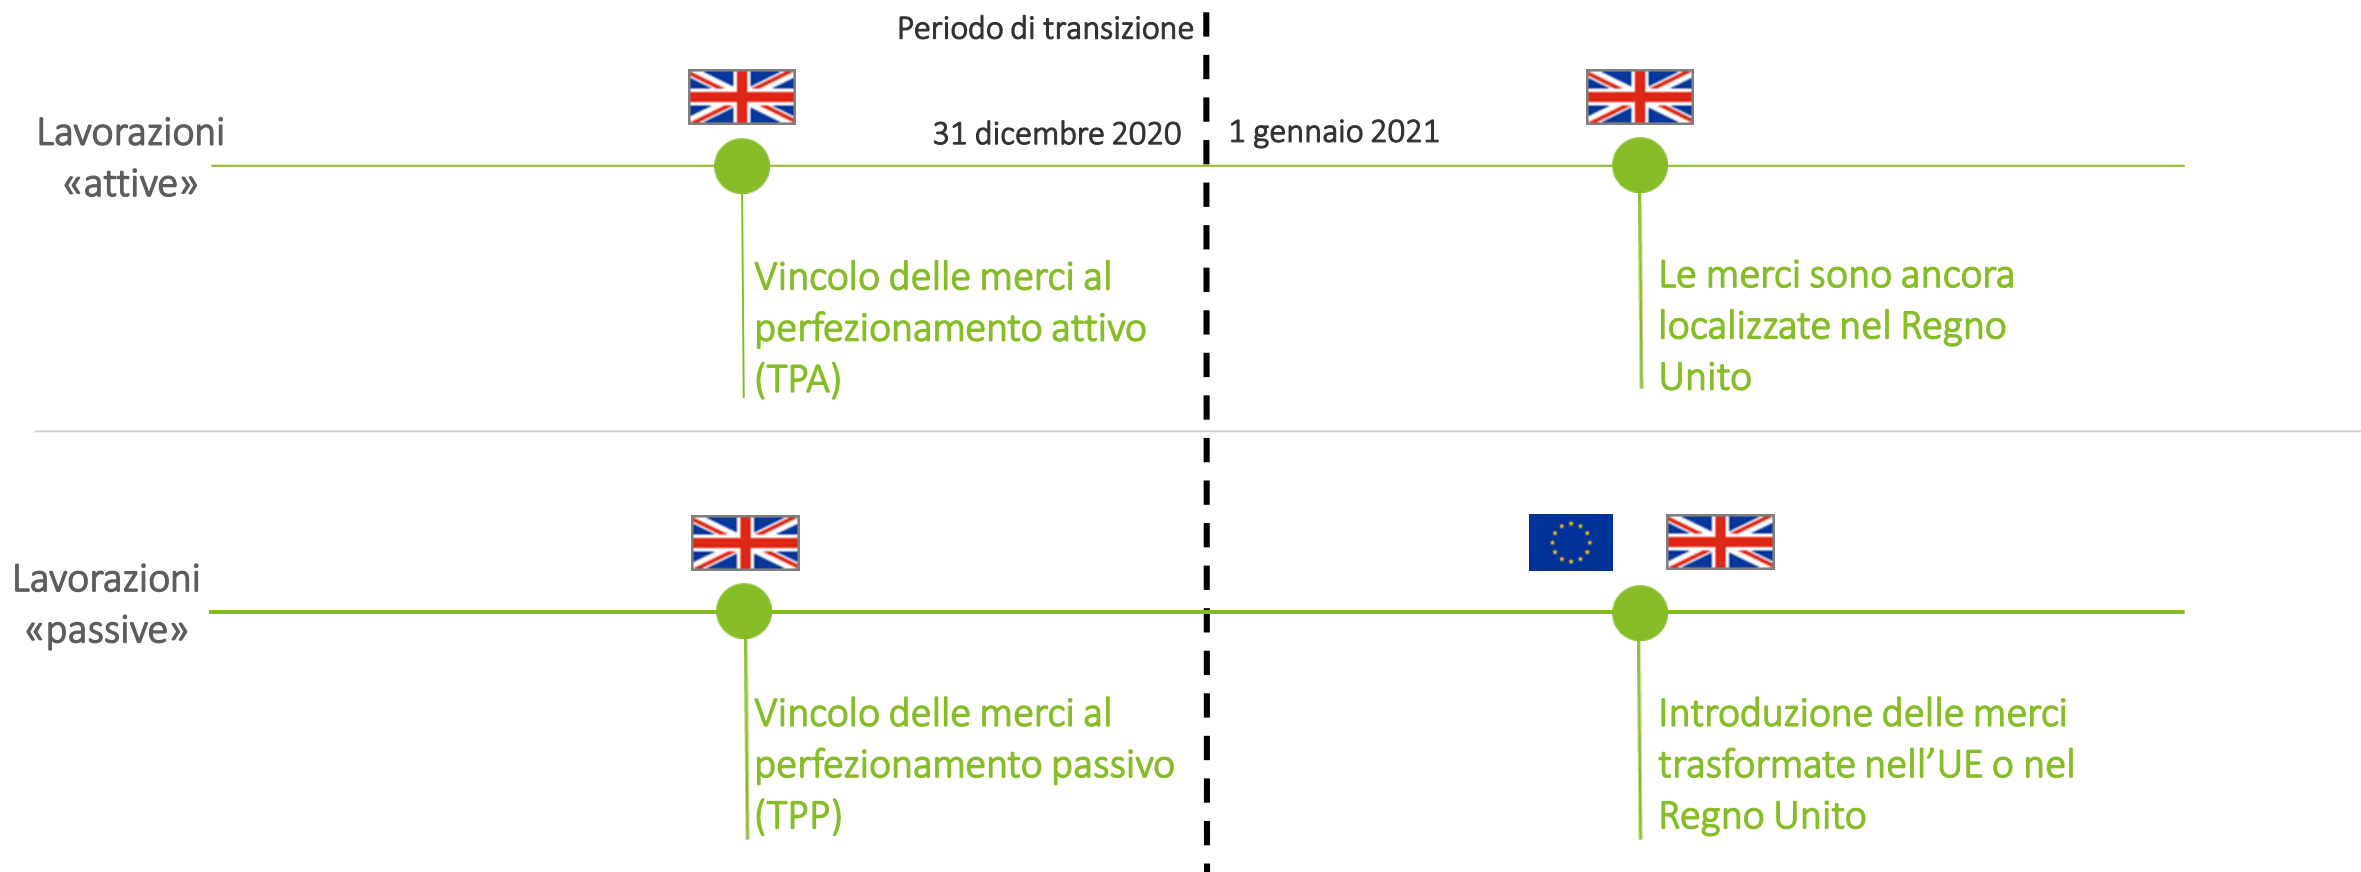 Periodo di transizione
Lavorazioni
«attive»
31 dicembre 2020
1 gennaio 2021
Vincolo delle merci al
perfezionamento attivo
(TPA)
Le merci sono ancora
localizzate nel Regno
Unito
Lavorazioni
«passive»
Vincolo delle merci al
perfezionamento passivo
(TPP)
Introduzione delle merci
trasformate nell'UE o nel
Regno Unito